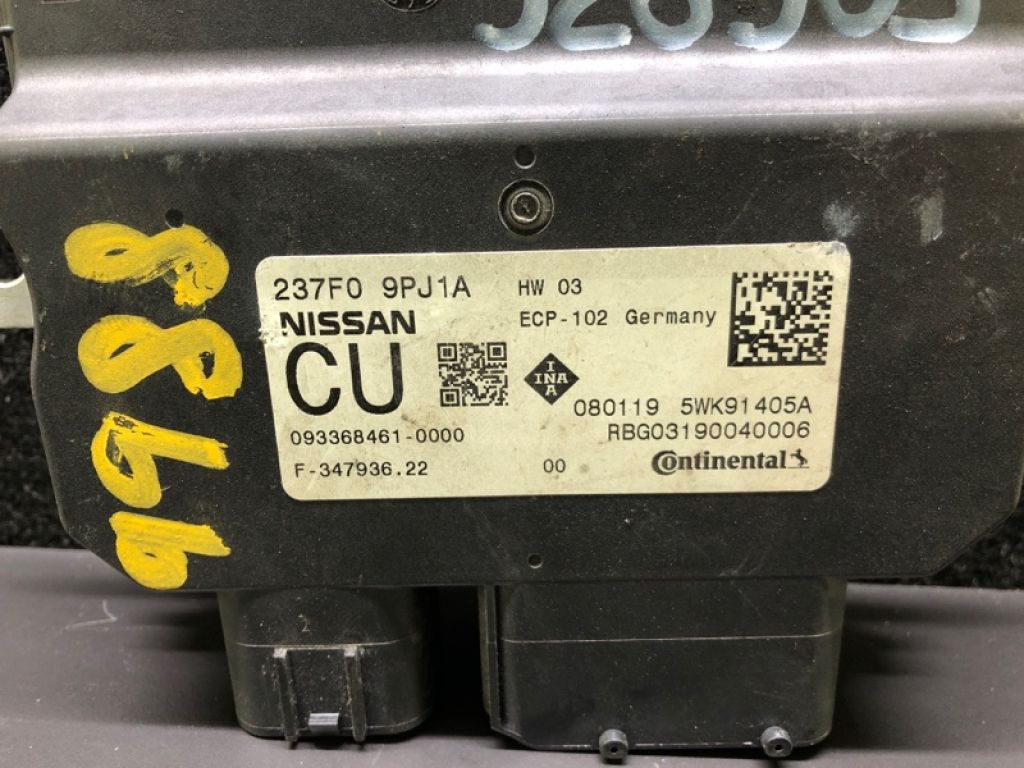 237F0 9PJ1A HW 03
NISSAN ECP-102 Germany
CU
INA
INA
080119 5WK91405A
093368461-0000 RBG03190040006
F-347936.22 00 Continental